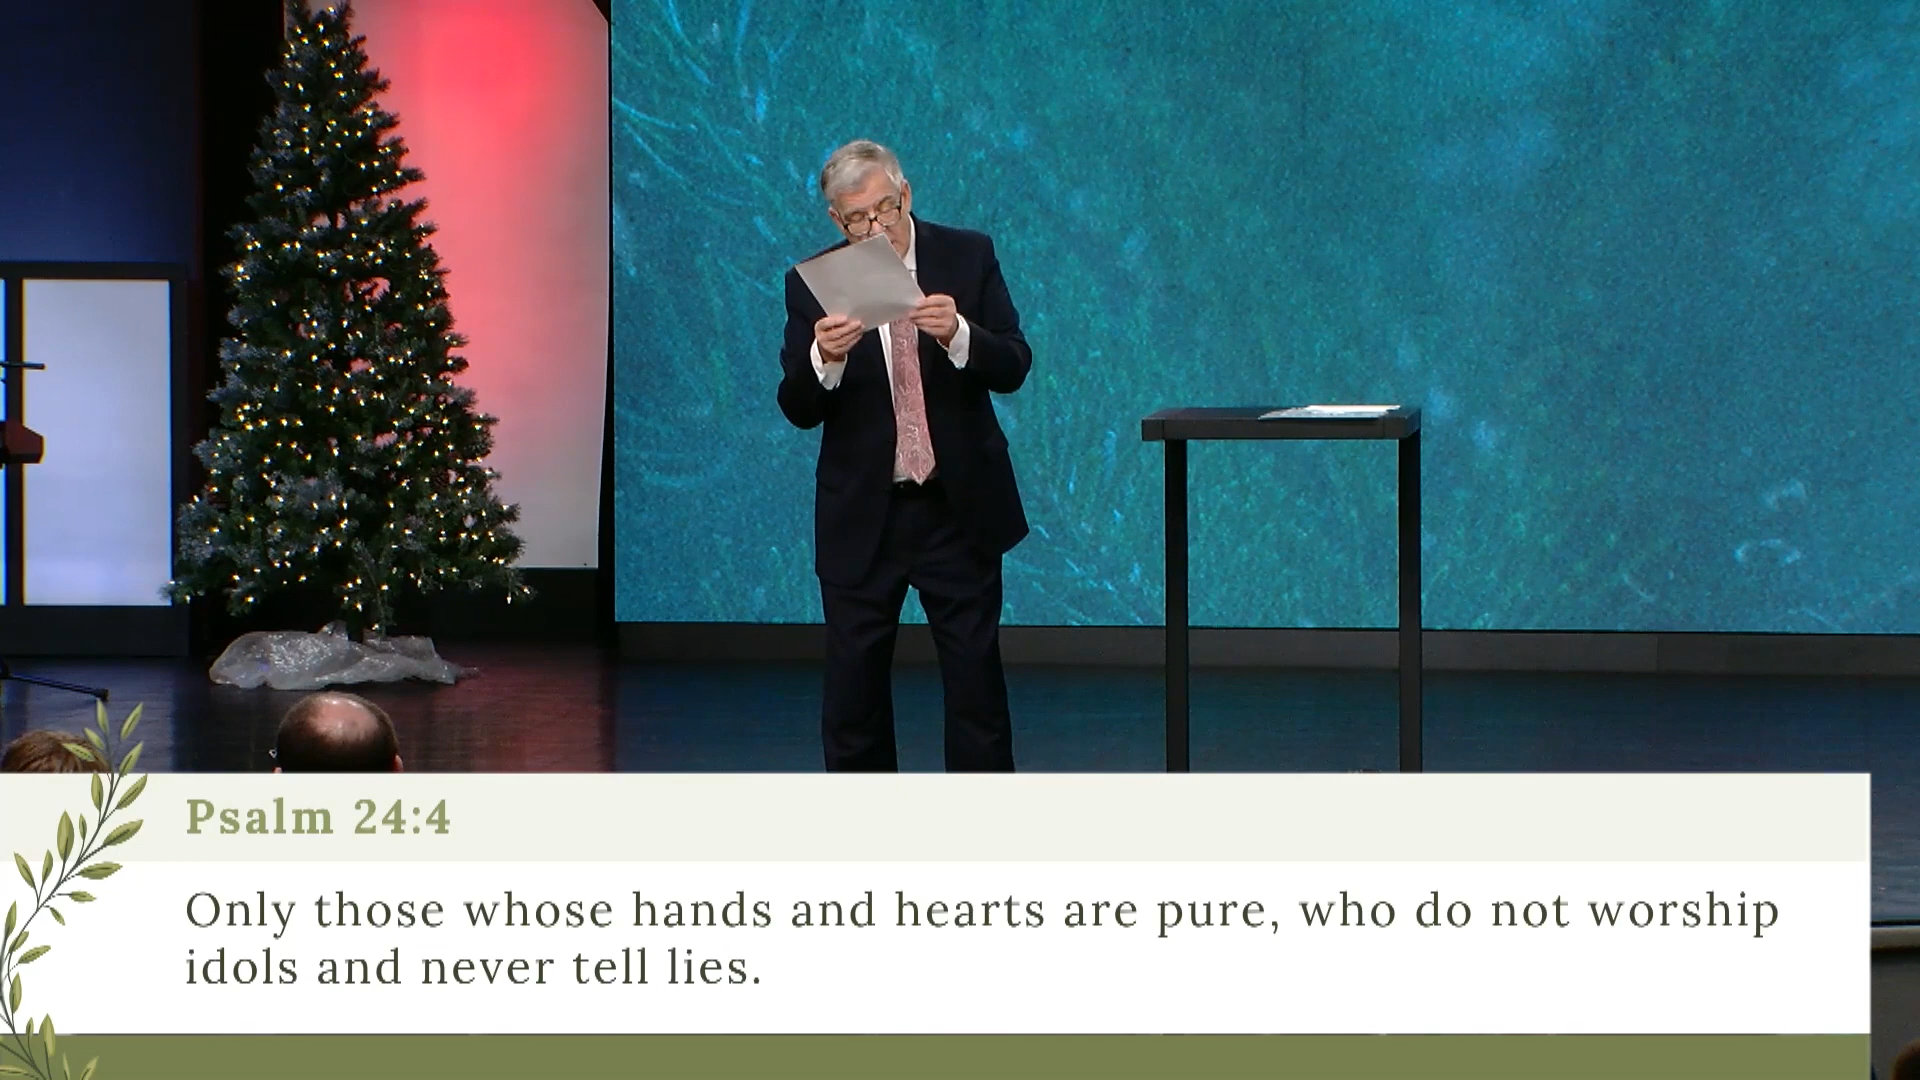 Psalm 24:4
Only those whose hands and hearts are pure, who do not worship
idols and never tell lies.